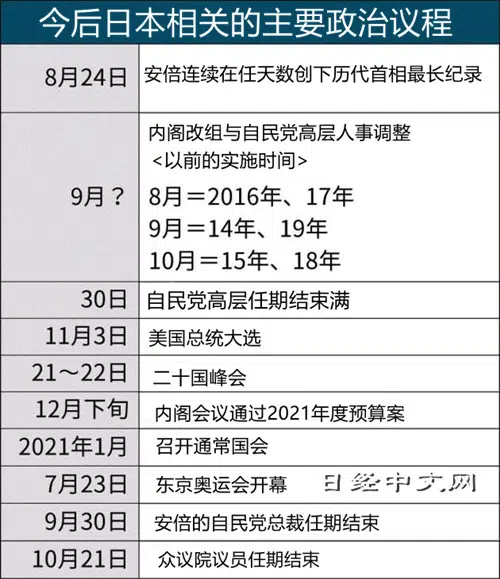 今后日本相关的主要政治议程
8月24日 安倍连续在任天数创下历代首相最长纪录
9月？ 内阁改组与自民党高层人事调整
<以前的实施时间>
8月＝2016年、17年
9月＝14年、19年
10月＝15年、18年
30日 自民党高层任期结束满
11月3日 美国总统大选
21～22日 二十国峰会
12月下旬 内阁会议通过2021年度预算案
2021年1月 召开通常国会
7月23日 东京奥运会开幕
日经中文网
9月30日 安倍的自民党总裁任期结束
10月21日 众议院议员任期结束